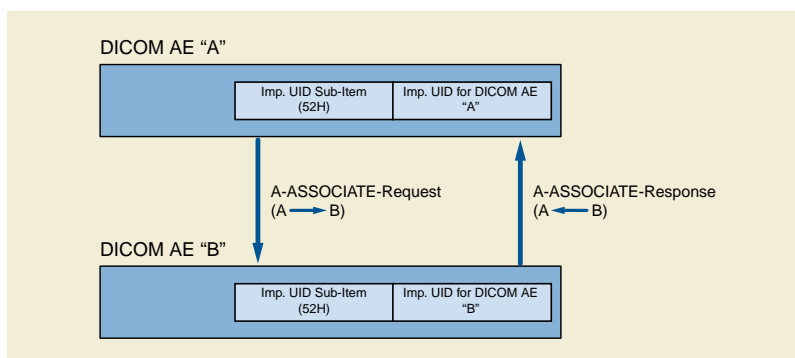 DICOM AE “A”
Imp. UID Sub-Item
(52H)
Imp. UID for DICOM AE
“A”
A-ASSOCIATE-Request
(A B)
A-ASSOCIATE-Response
(A B)
DICOM AE “B”
Imp. UID Sub-Item
(52H)
Imp. UID for DICOM AE
“B”